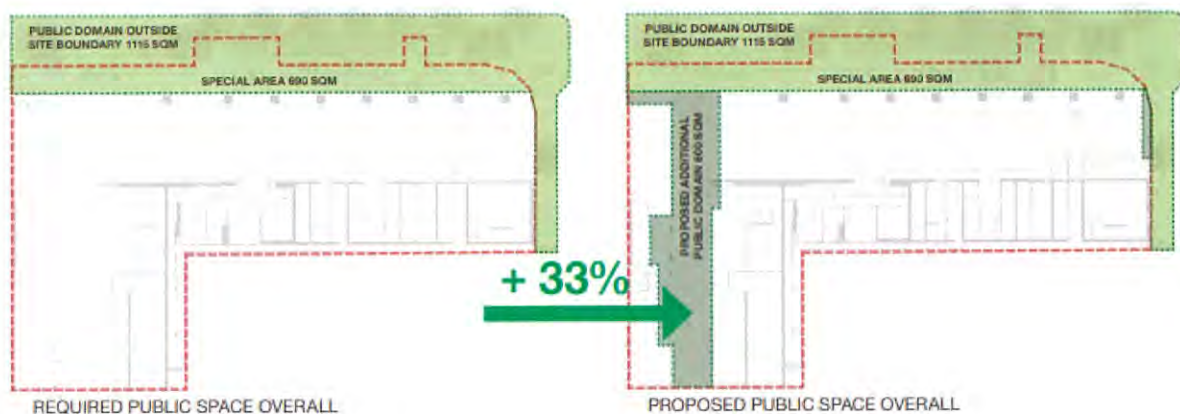 PUBLIC DOMAIN OUTSIDE
SITE BOUNDARY 1115 SQM
SPECIAL AREA 690 SQM
REQUIRED PUBLIC SPACE OVERALL
+ 33%
PUBLIC DOMAIN OUTSIDE
SITE BOUNDARY 1115 SQM
SPECIAL AREA 690 SQM
PROPOSED ADDITIONAL
PUBLIC DOMAIN 600 SQM
PROPOSED PUBLIC SPACE OVERALL